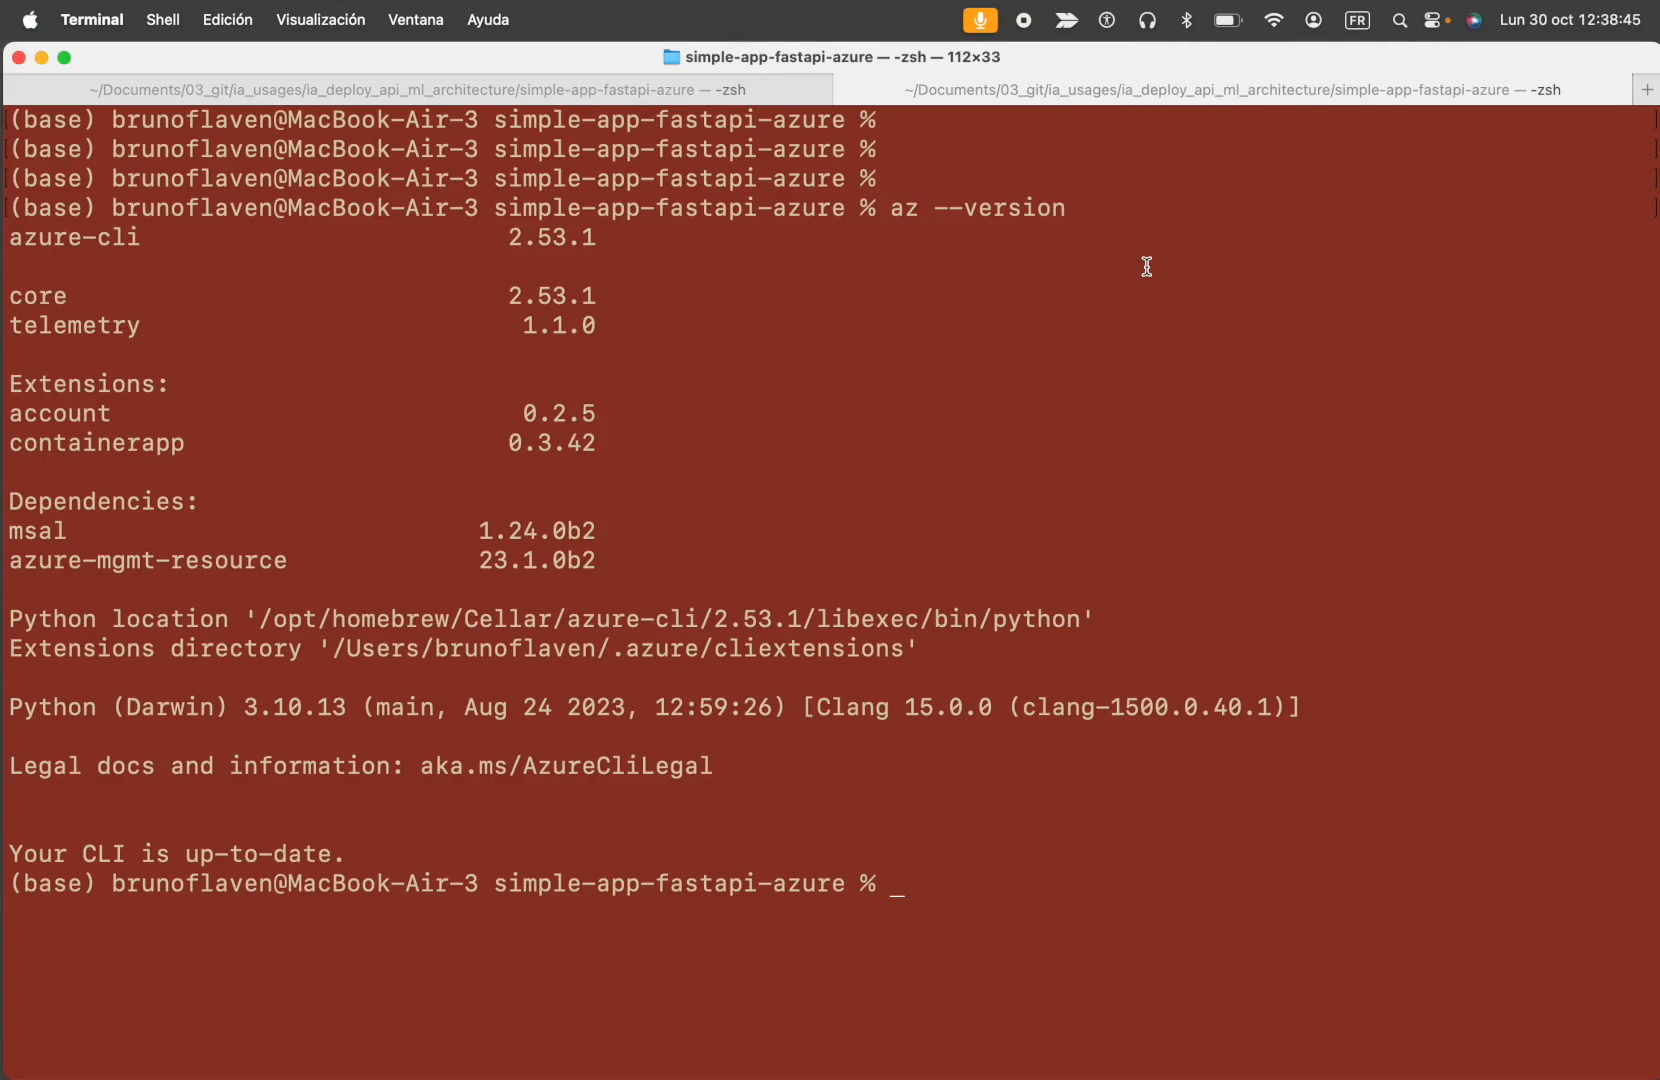 Terminal Shell Edición Visualización Ventana Ayuda FR Lun 30 oct 12:38:45
simple-app-fastapi-azure — -zsh — 112×33
~/Documents/03_git/ia_usages/ia_deploy_api_ml_architecture/simple-app-fastapi-azure — -zsh ~/Documents/03_git/ia_usages/ia_deploy_api_ml_architecture/simple-app-fastapi-azure — -zsh +
[(base) brunoflaven@MacBook-Air-3 simple-app-fastapi-azure % ]
[(base) brunoflaven@MacBook-Air-3 simple-app-fastapi-azure % ]
[(base) brunoflaven@MacBook-Air-3 simple-app-fastapi-azure % ]
[(base) brunoflaven@MacBook-Air-3 simple-app-fastapi-azure % az --version ]
azure-cli 2.53.1
core 2.53.1
telemetry 1.1.0
Extensions:
account 0.2.5
containerapp 0.3.42
Dependencies:
msal 1.24.0b2
azure-mgmt-resource 23.1.0b2
Python location '/opt/homebrew/Cellar/azure-cli/2.53.1/libexec/bin/python'
Extensions directory '/Users/brunoflaven/.azure/cliextensions'
Python (Darwin) 3.10.13 (main, Aug 24 2023, 12:59:26) [Clang 15.0.0 (clang-1500.0.40.1)]
Legal docs and information: aka.ms/AzureCliLegal
Your CLI is up-to-date.
(base) brunoflaven@MacBook-Air-3 simple-app-fastapi-azure % _